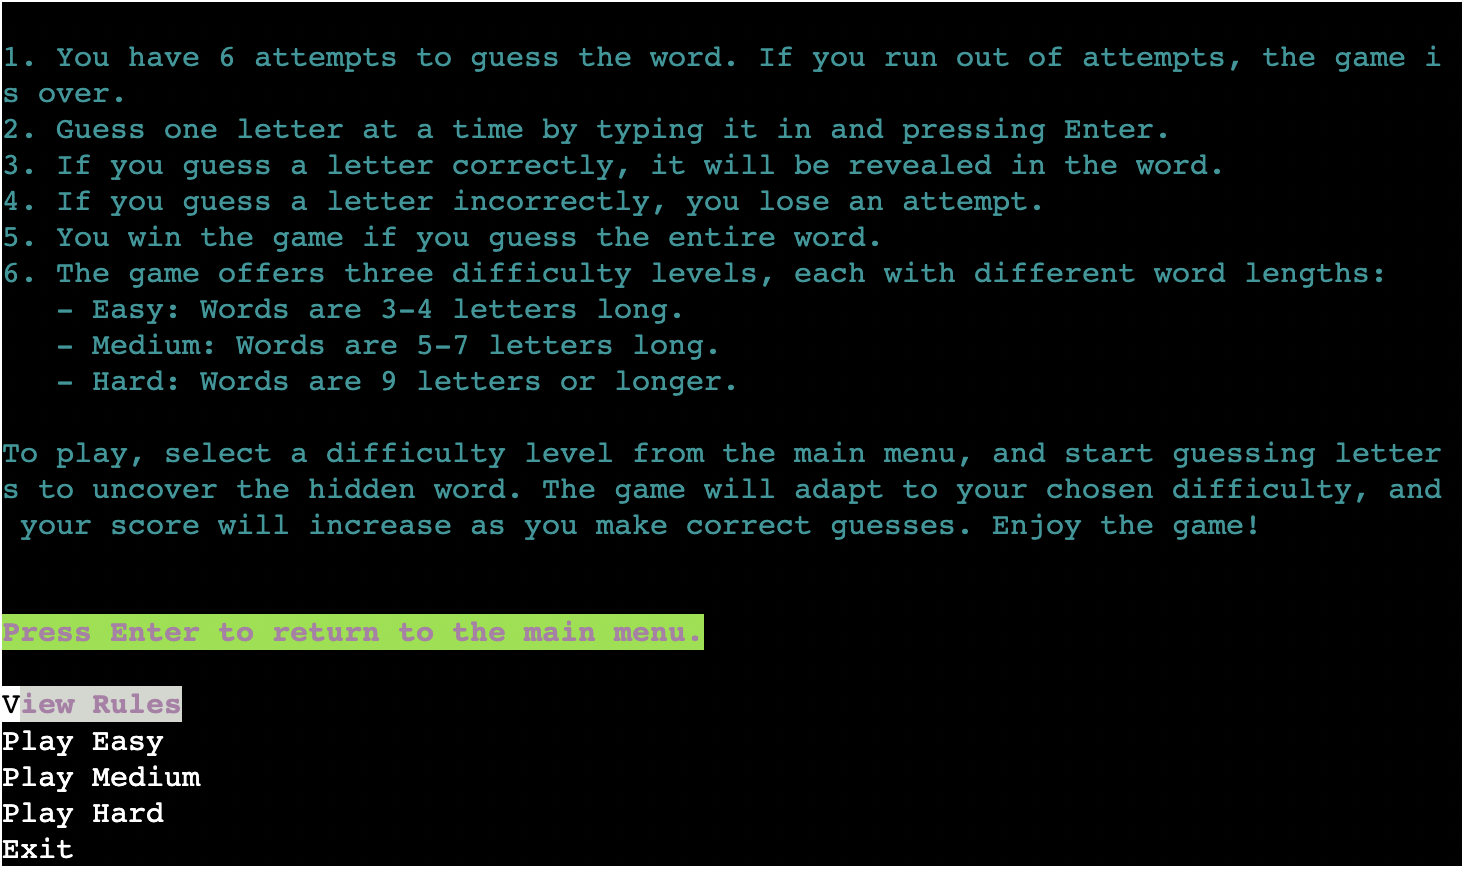 1. You have 6 attempts to guess the word. If you run out of attempts, the game i
s over.
2. Guess one letter at a time by typing it in and pressing Enter.
3. If you guess a letter correctly, it will be revealed in the word.
4. If you guess a letter incorrectly, you lose an attempt.
5. You win the game if you guess the entire word.
6. The game offers three difficulty levels, each with different word lengths:
   - Easy: Words are 3-4 letters long.
   - Medium: Words are 5-7 letters long.
   - Hard: Words are 9 letters or longer.
To play, select a difficulty level from the main menu, and start guessing letter
s to uncover the hidden word. The game will adapt to your chosen difficulty, and
 your score will increase as you make correct guesses. Enjoy the game!
Press Enter to return to the main menu.
View Rules
Play Easy
Play Medium
Play Hard
Exit